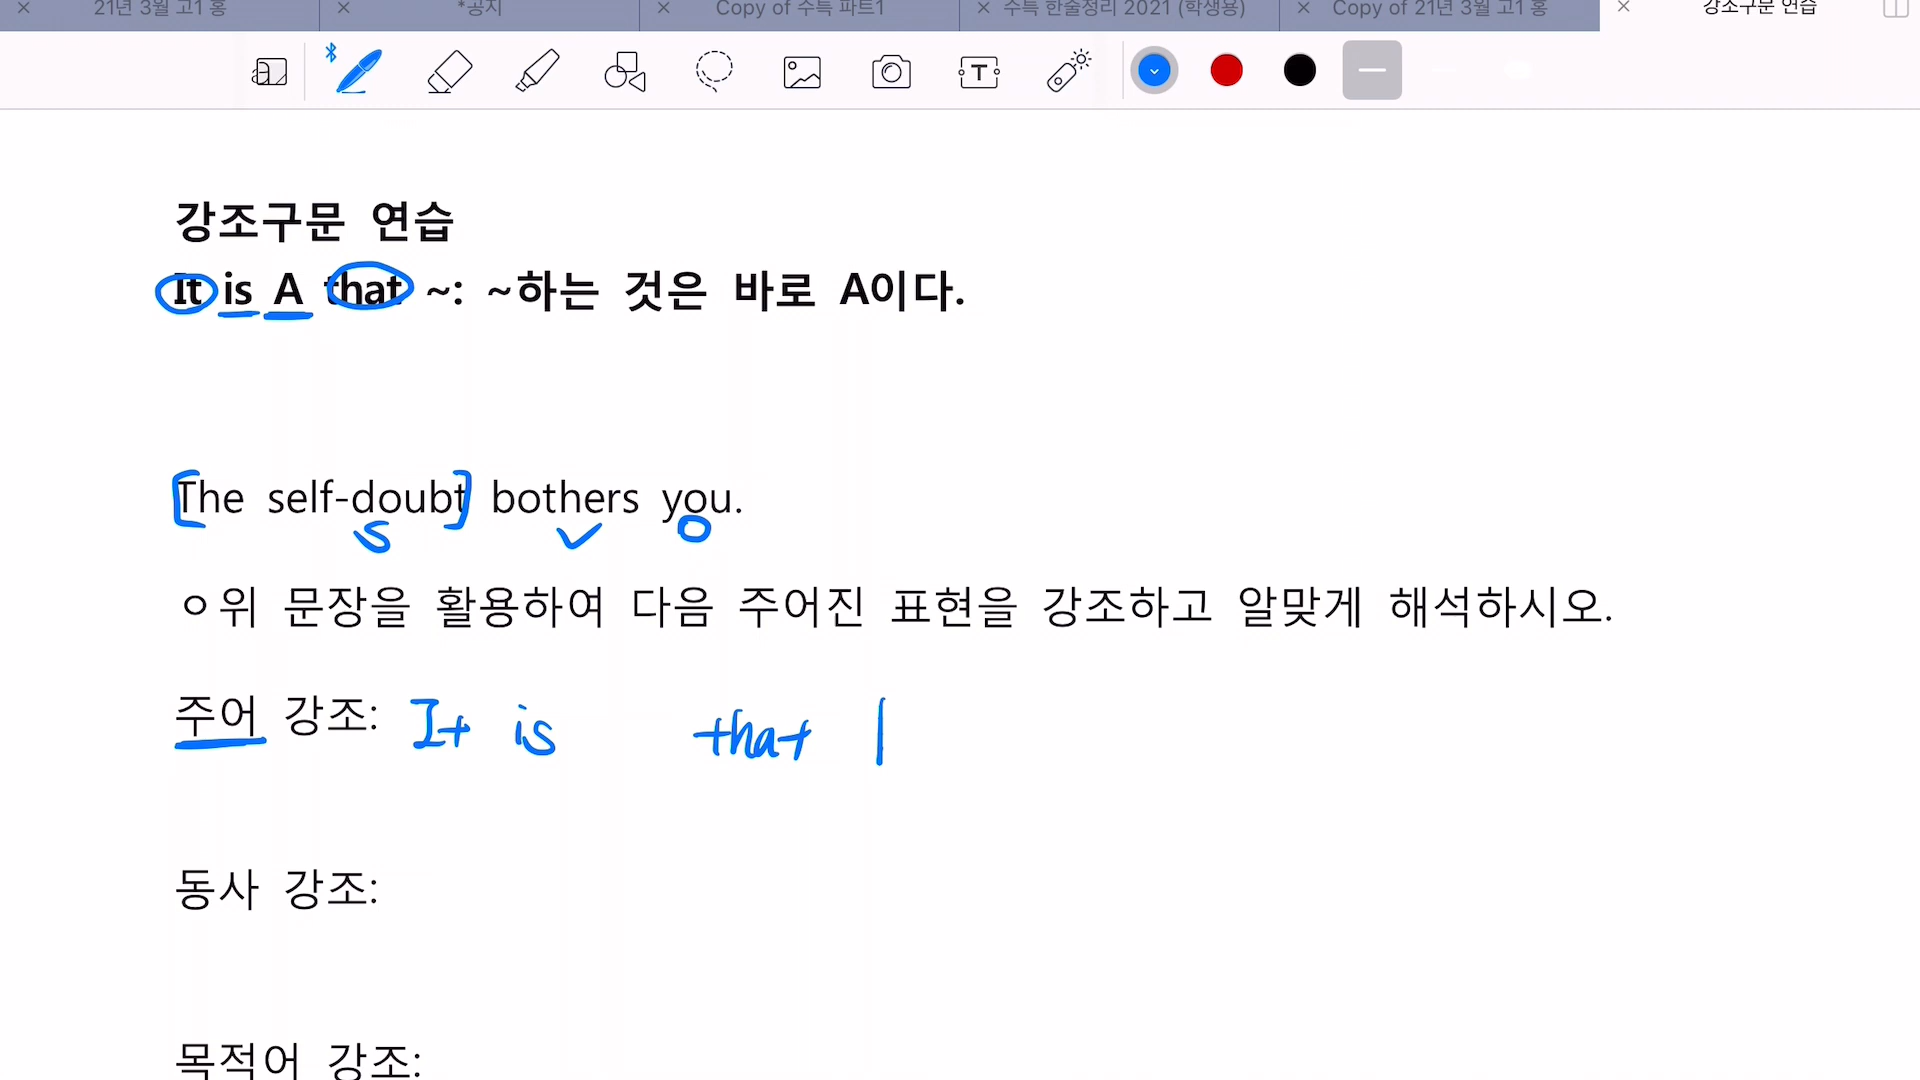 21년 3월 고1 홍
*공지
Copy of 수특 파트1
수특 한술정리 2021 (학생용)
Copy of 21년 3월 고1 홍
강조구문 연습
T
강조구문 연습
It is A that ~: ~하는 것은 바로 A이다.
The self-doubt bothers you.
S V O
ㅇ위 문장을 활용하여 다음 주어진 표현을 강조하고 알맞게 해석하시오.
주어 강조: It is that
동사 강조:
목적어 강조: